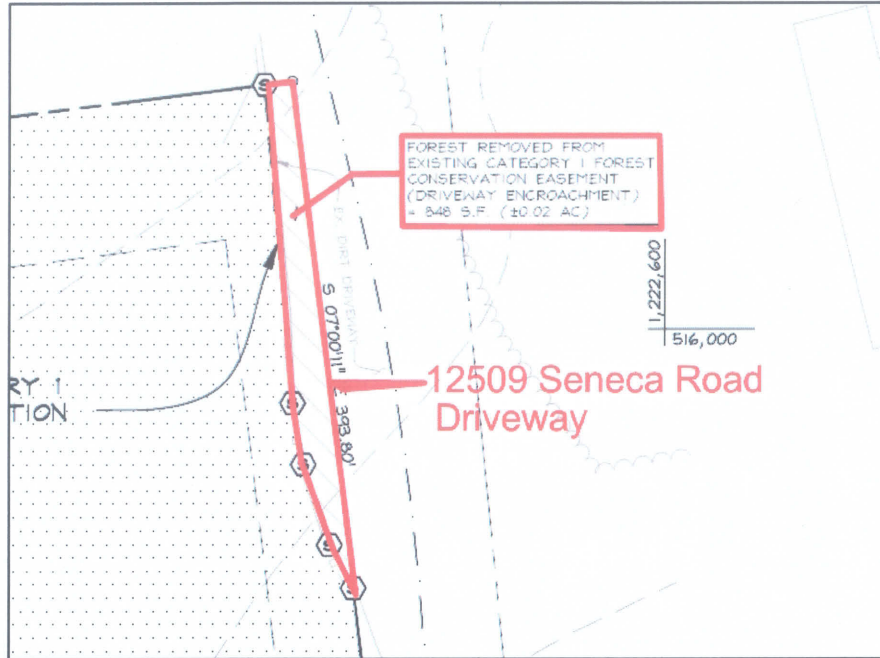 FOREST REMOVED FROM
EXISTING CATEGORY I FOREST
CONSERVATION EASEMENT
(DRIVEWAY ENCROACHMENT)
= 848 S.F. (±0.02 AC)
EX. DIRT DRIVEWAY
S 07°00'11" E 393.80'
1,222,600
516,000
12509 Seneca Road
Driveway
RY I
TION
S
S
S
S
S